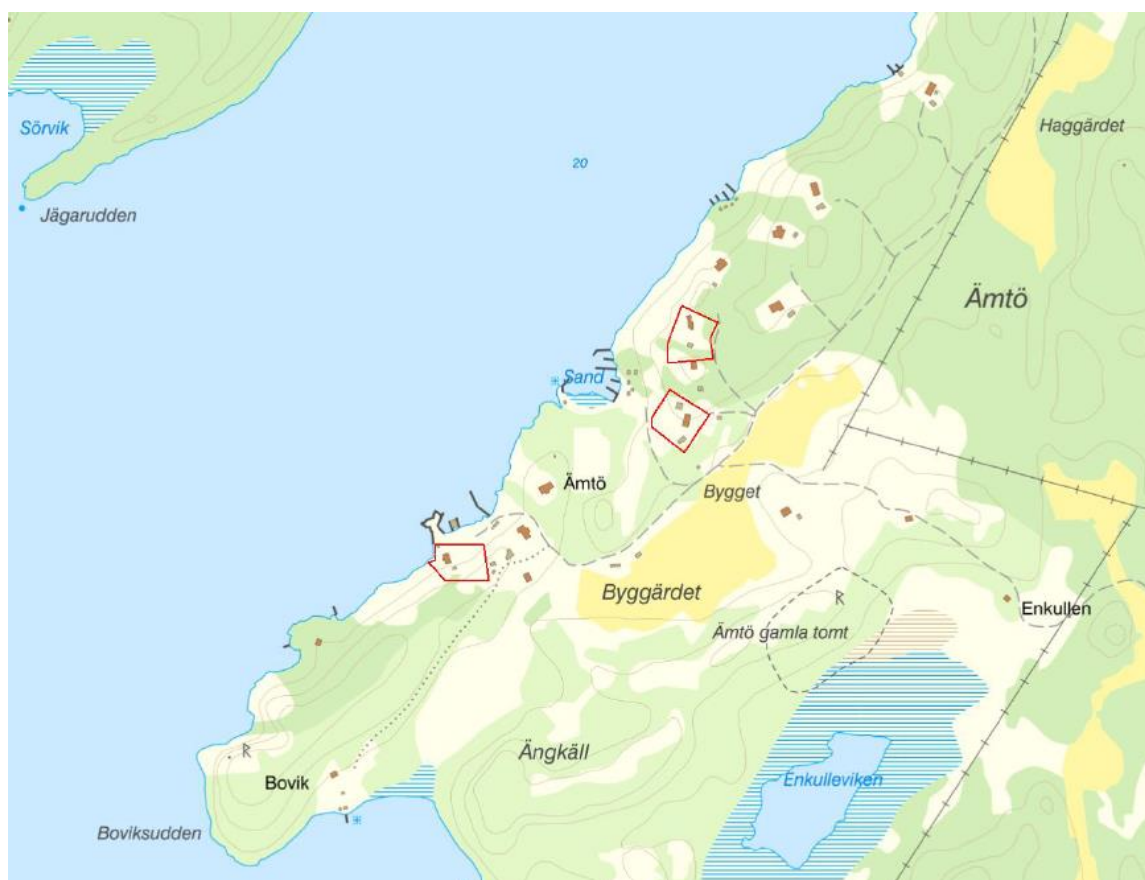 Sörvik
Haggärdet
20
Jägarudden
Ämtö
Sand
Ämtö
Bygget
Byggärdet
R
Enkullen
Ämtö gamla tomt
R
Ängkäll
Bovik
Enkulleviken
Boviksudden